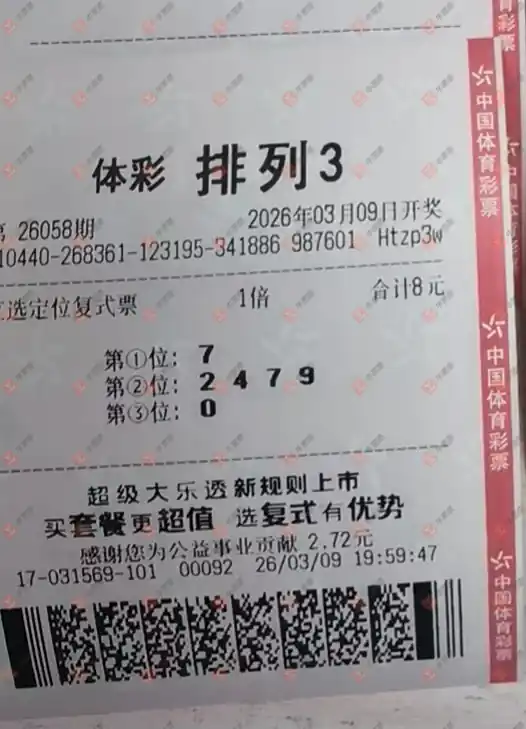 体彩 排列3
第 26058期 2026年03月09日开奖
10440-268361-123195-341886 987601 Htzp3w
直选定位复式票 1倍 合计8元
第①位: 7
第②位: 2 4 7 9
第③位: 0
超级大乐透新规则上市
买套餐更超值 选复式有优势
感谢您为公益事业贡献 2.72元
17-031569-101 00092 26/03/09 19:59:47
中国体育彩票
中国体育彩票
中国体育彩票